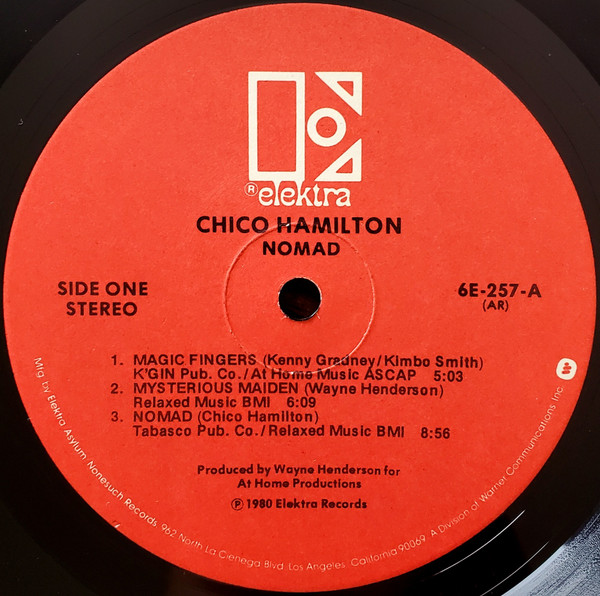 ® elektra
CHICO HAMILTON
NOMAD
SIDE ONE
STEREO
6E-257-A
(AR)
1. MAGIC FINGERS (Kenny Gradney/Kimbo Smith)
K'GIN Pub. Co./At Home Music ASCAP 5:03
2. MYSTERIOUS MAIDEN (Wayne Henderson)
Relaxed Music BMI 6:09
3. NOMAD (Chico Hamilton)
Tabasco Pub. Co./Relaxed Music BMI 8:56
Produced by Wayne Henderson for
At Home Productions
℗ 1980 Elektra Records
Mfg. by Elektra/Asylum/Nonesuch Records, 962 North La Cienega Blvd., Los Angeles, California 90069. A Division of Warner Communications Inc.